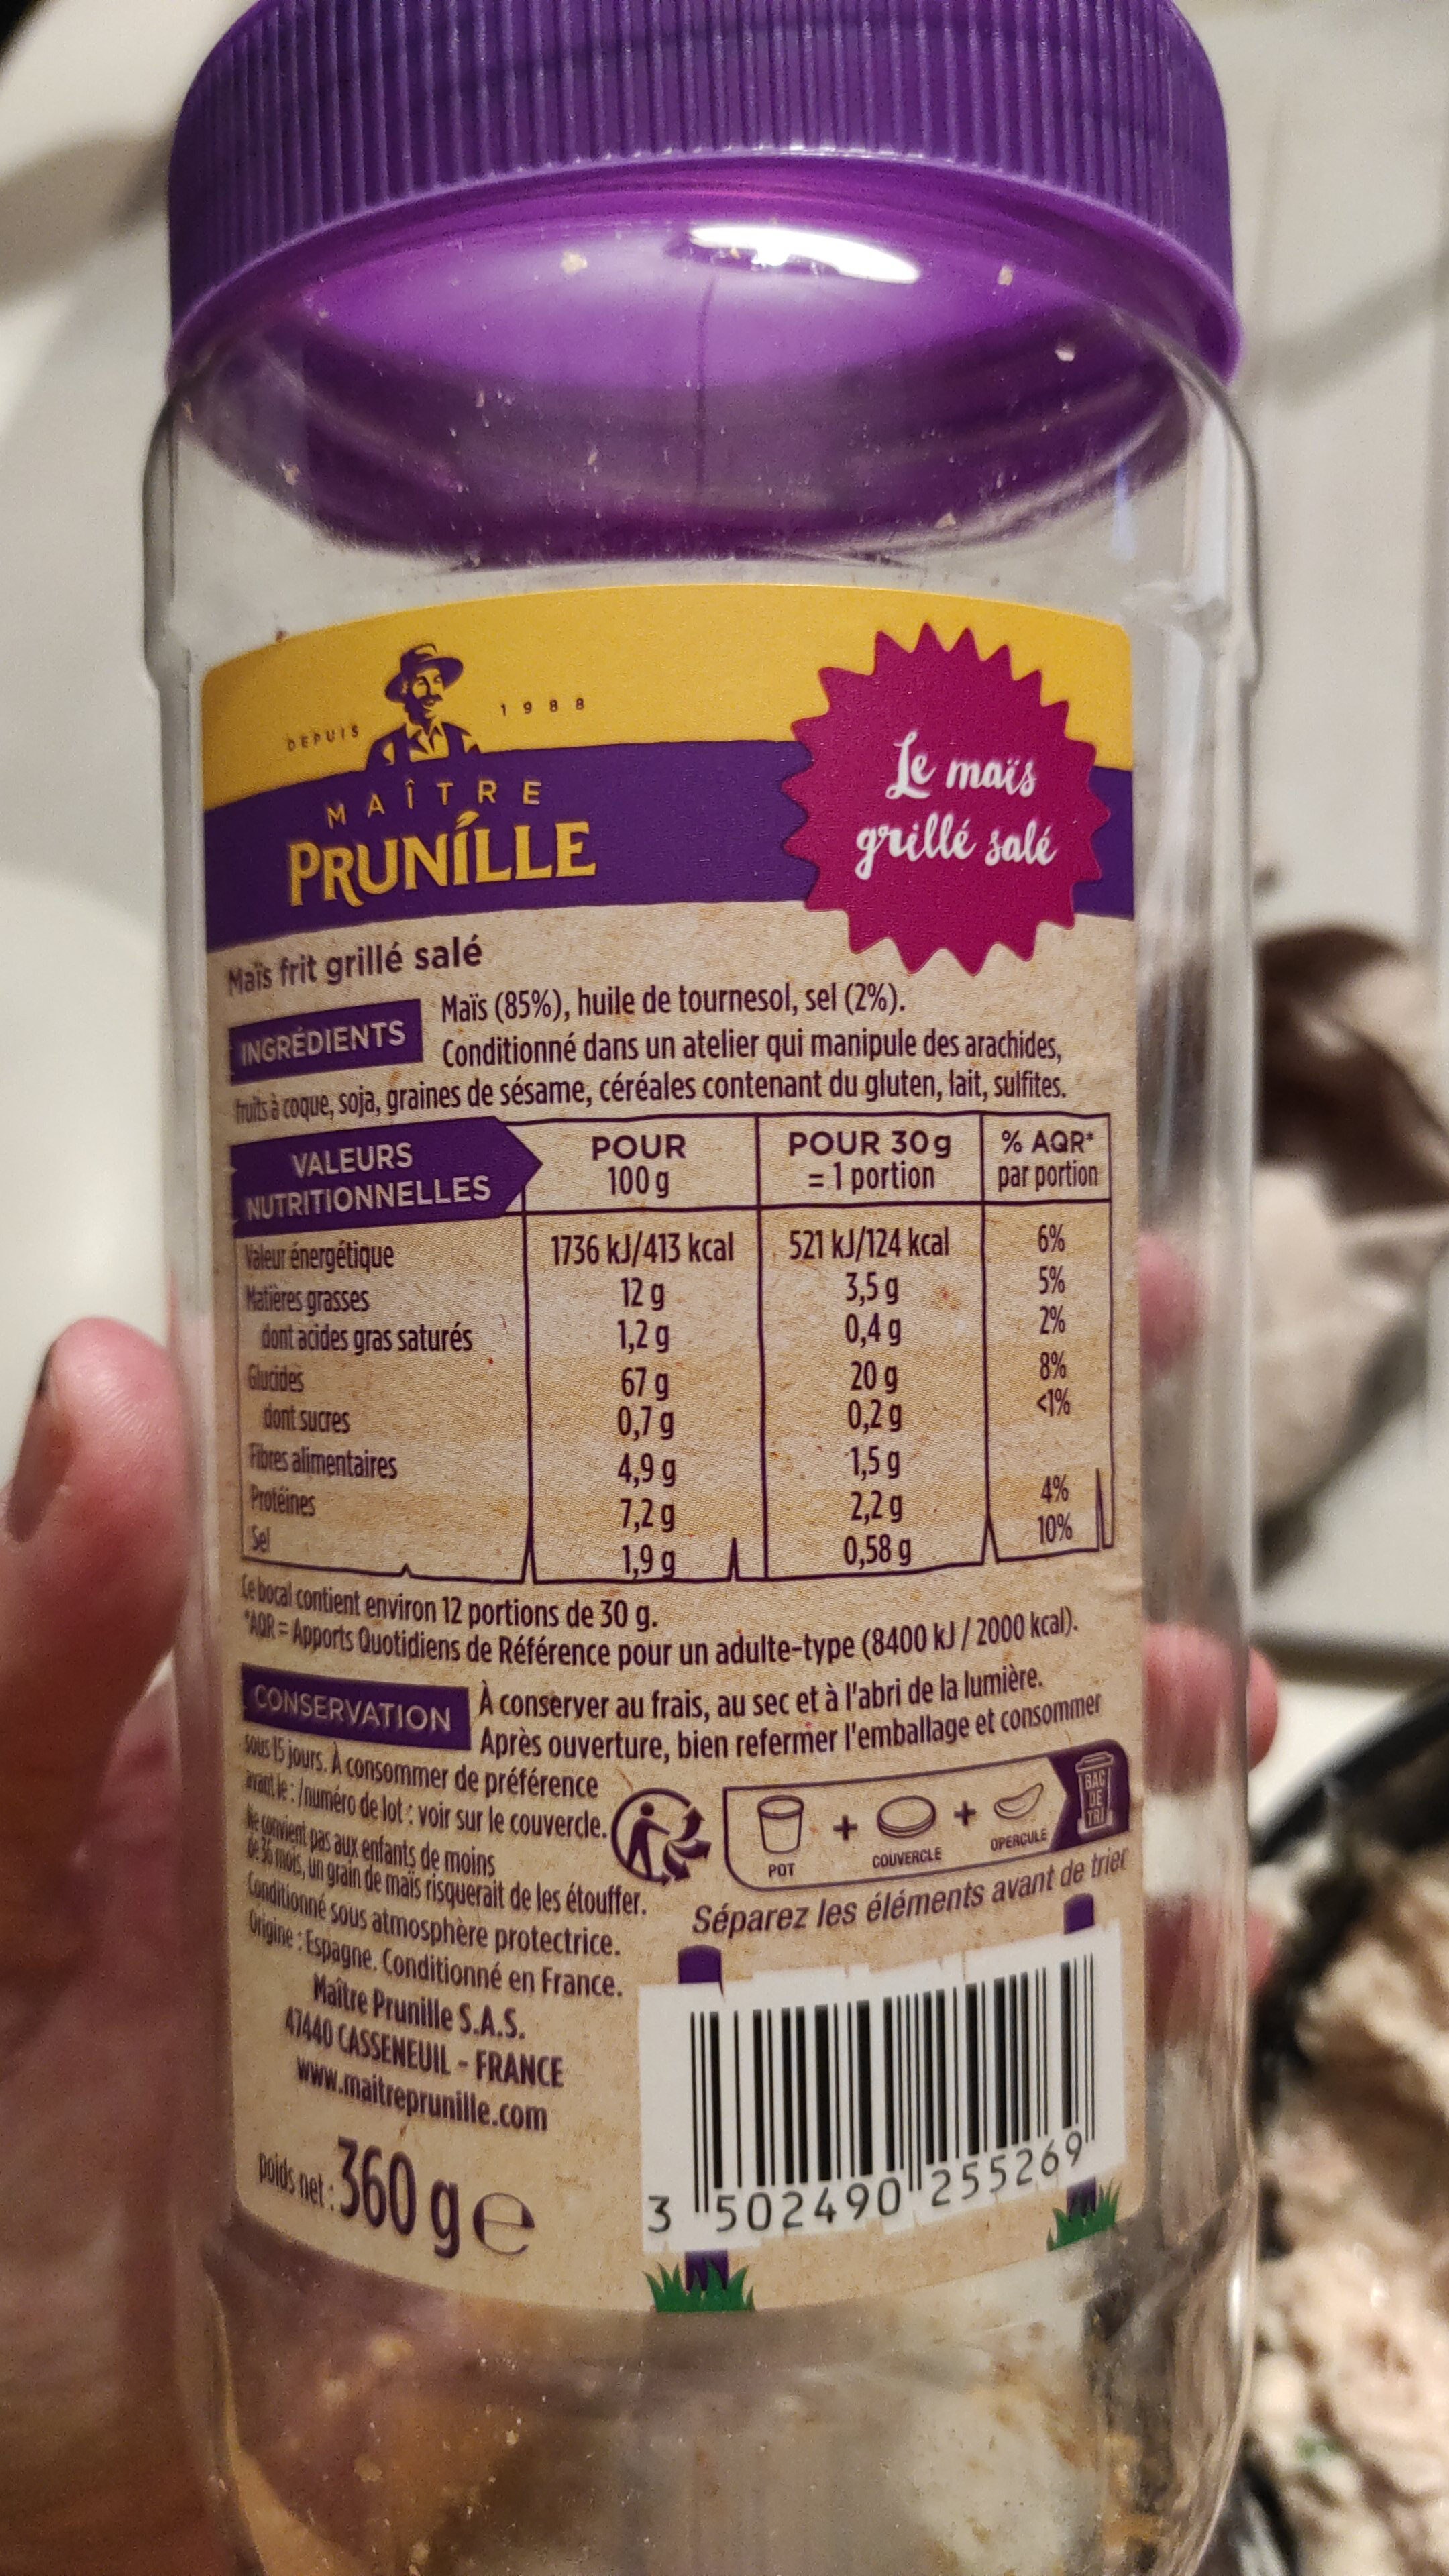 DEPUIS 1988
MAÎTRE
PRUNÍLLE
Le maïs
grillé salé
Maïs frit grillé salé
INGRÉDIENTS
Maïs (85%), huile de tournesol, sel (2%).
Conditionné dans un atelier qui manipule des arachides,
fruits à coque, soja, graines de sésame, céréales contenant du gluten, lait, sulfites.
VALEURS
NUTRITIONNELLES
POUR
100 g
POUR 30 g
= 1 portion
% AQR*
par portion
Valeur énergétique 1736 kJ/413 kcal 521 kJ/124 kcal 6%
Matières grasses 12 g 3,5 g 5%
dont acides gras saturés 1,2 g 0,4 g 2%
Glucides 67 g 20 g 8%
dont sucres 0,7 g 0,2 g <1%
Fibres alimentaires 4,9 g 1,5 g
Protéines 7,2 g 2,2 g 4%
Sel 1,9 g 0,58 g 10%
Le bocal contient environ 12 portions de 30 g.
*AQR = Apports Quotidiens de Référence pour un adulte-type (8400 kJ / 2000 kcal).
CONSERVATION
À conserver au frais, au sec et à l'abri de la lumière.
Après ouverture, bien refermer l'emballage et consommer
sous 15 jours. À consommer de préférence
avant le : /numéro de lot : voir sur le couvercle.
Ne convient pas aux enfants de moins
de 36 mois, un grain de maïs risquerait de les étouffer.
Conditionné sous atmosphère protectrice.
Origine : Espagne. Conditionné en France.
Maître Prunille S.A.S.
47440 CASSENEUIL - FRANCE
www.maitreprunille.com
Poids net : 360 g e
POT + COUVERCLE + OPERCULE
BAC
DE
TRI
Séparez les éléments avant de trier
3 502490 255269